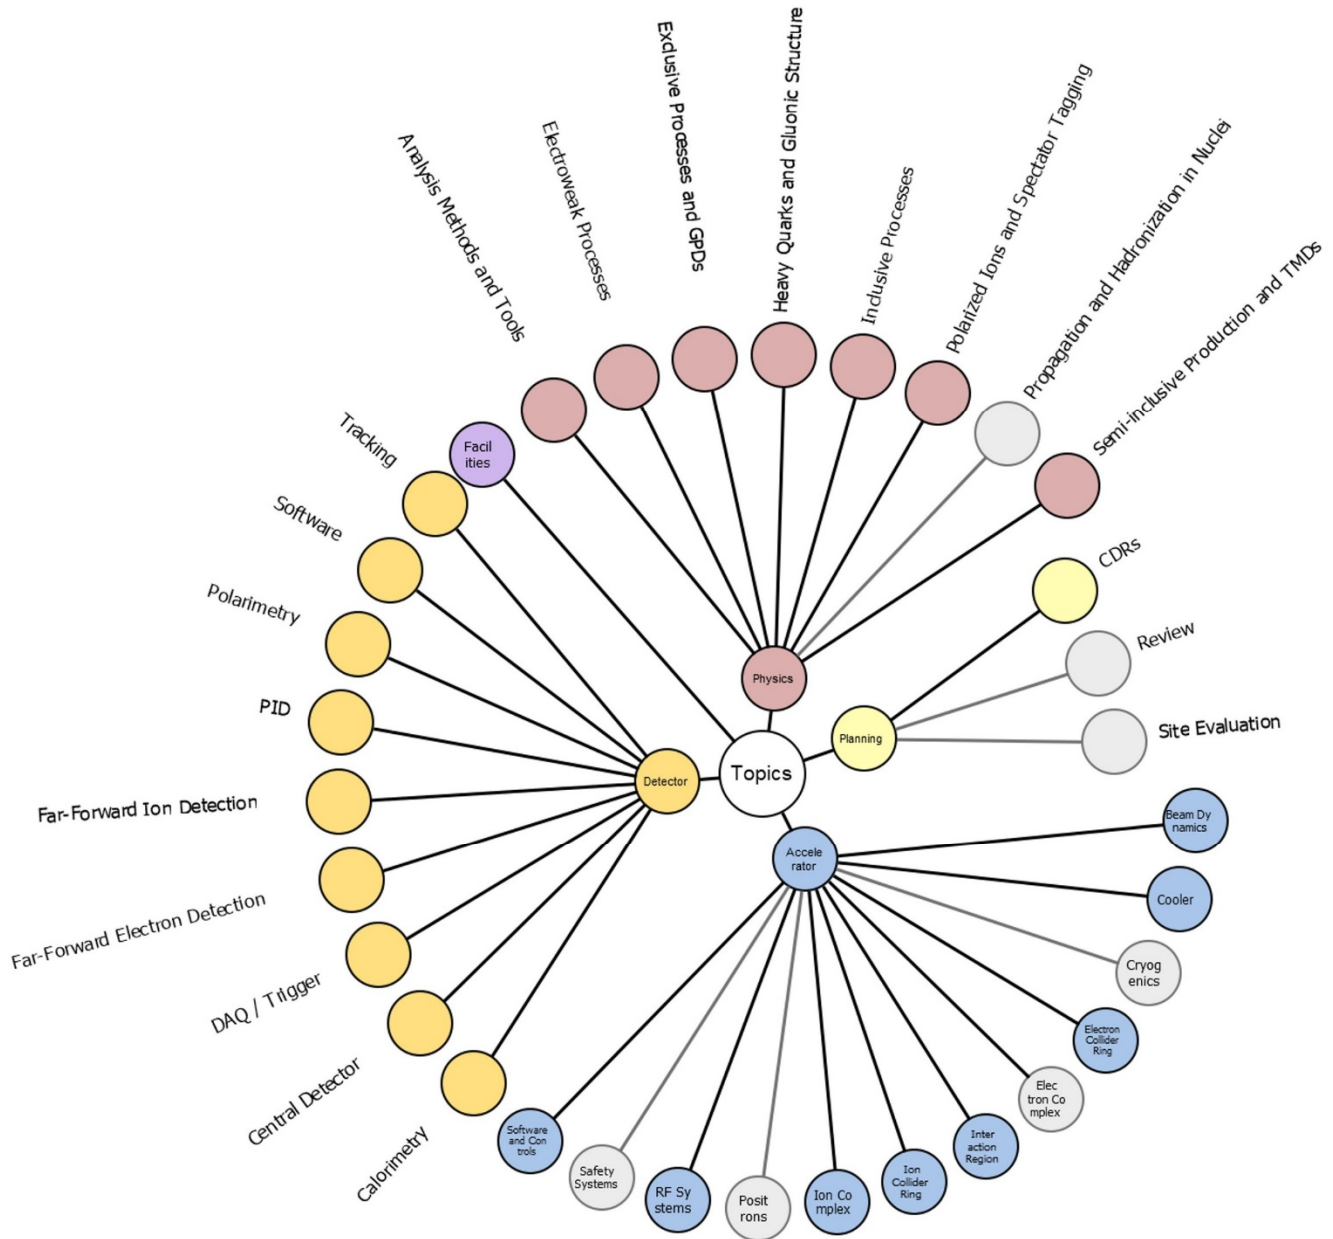 Analysis Methods and Tools
Electroweak Processes
Exclusive Processes and GPDs
Heavy Quarks and Gluonic Structure
Inclusive Processes
Polarized Ions and Spectator Tagging
Propagation and Hadronization in Nuclei
Semi-inclusive Production and TMDs
CDRs
Review
Site Evaluation
Facil
ities
Tracking
Software
Polarimetry
PID
Far-Forward Ion Detection
Far-Forward Electron Detection
DAQ / Trigger
Central Detector
Calorimetry
Physics
Planning
Topics
Detector
Accele
rator
Beam Dy
namics
Cooler
Cryog
enics
Electron
Collider
Ring
Elec
tron Co
mplex
Inter
action
Region
Ion
Collider
Ring
Ion Co
mplex
Posit
rons
RF Sy
stems
Safety
Systems
Software
and Con
trols